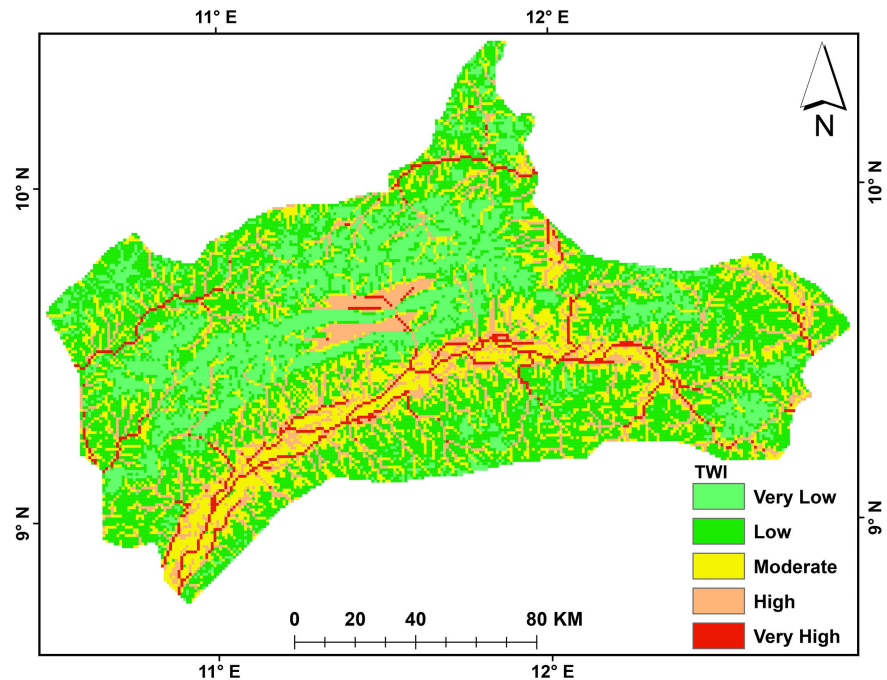 11° E 12° E
N
10° N 10° N
9° N 9° N
TWI
Very Low
Low
Moderate
High
Very High
0 20 40 80 KM
11° E 12° E